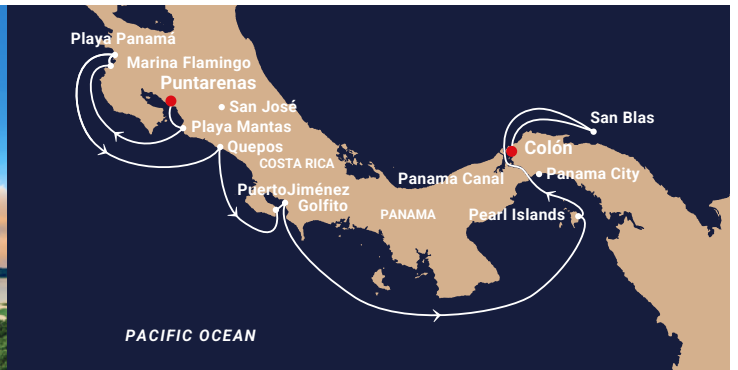 Playa Panamá
Marina Flamingo
Puntarenas
San José
Playa Mantas
Quepos
COSTA RICA
PuertoJiménez
Golfito
PANAMA
San Blas
Colón
Panama Canal
Panama City
Pearl Islands
PACIFIC OCEAN